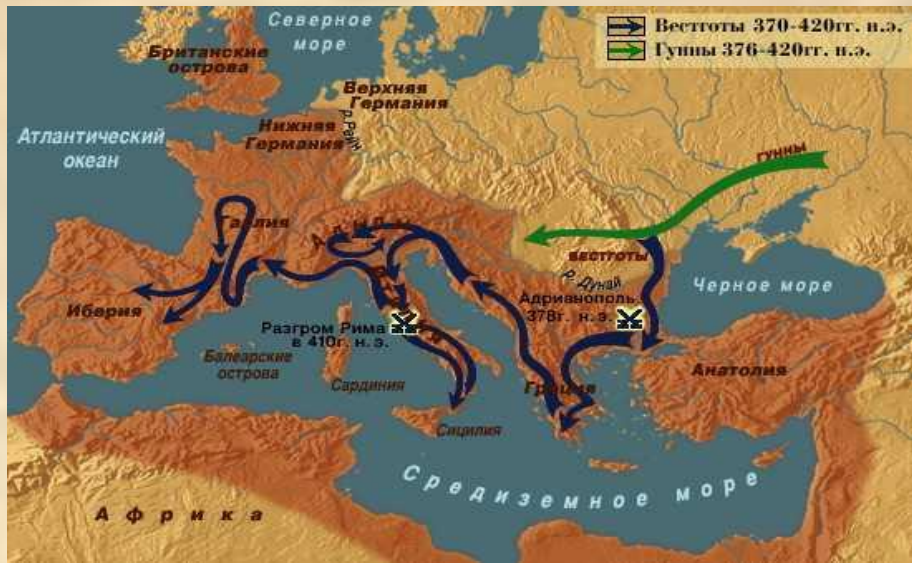 Вестготы 370-420гг. н.э.
Гунны 376-420гг. н.э.
Северное
море
Британские
острова
Верхняя
Германия
р. Рейн
Нижняя
Германия
Атлантический
океан
гунны
Галлия
Альпы
вестготы
р. Дунай
Черное море
Адрианополь
378г. н.э.
Иберия
Разгром Рима
в 410г. н.э.
Балеарские
острова
Сардиния
Греция
Анатолия
Сицилия
Средиземное море
Африка